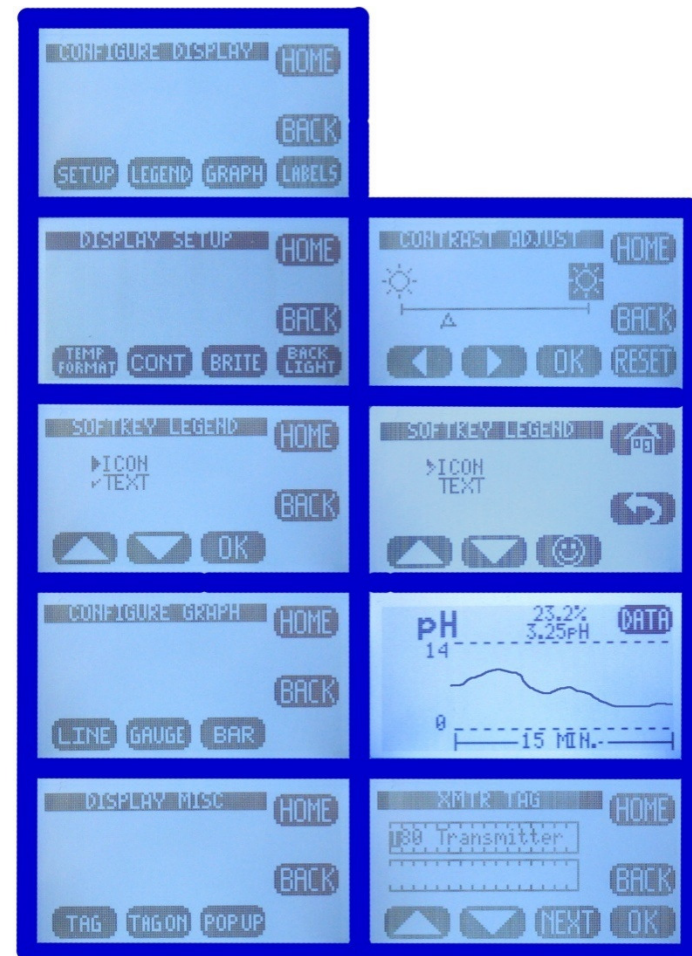 CONFIGURE DISPLAY
HOME
BACK
SETUP LEGEND GRAPH LABELS
DISPLAY SETUP
HOME
BACK
TEMP FORMAT CONT BRITE BACK LIGHT
CONTRAST ADJUST
HOME
BACK
OK RESET
SOFTKEY LEGEND
HOME
ICON
TEXT
BACK
OK
SOFTKEY LEGEND
ICON
TEXT
CONFIGURE GRAPH
HOME
BACK
LINE GAUGE BAR
pH 23.2% DATA
3.25pH
14
0
15 MIN.
DISPLAY MISC
HOME
BACK
TAG TAG ON POP UP
XMTR TAG
HOME
T80 Transmitter
BACK
NEXT OK